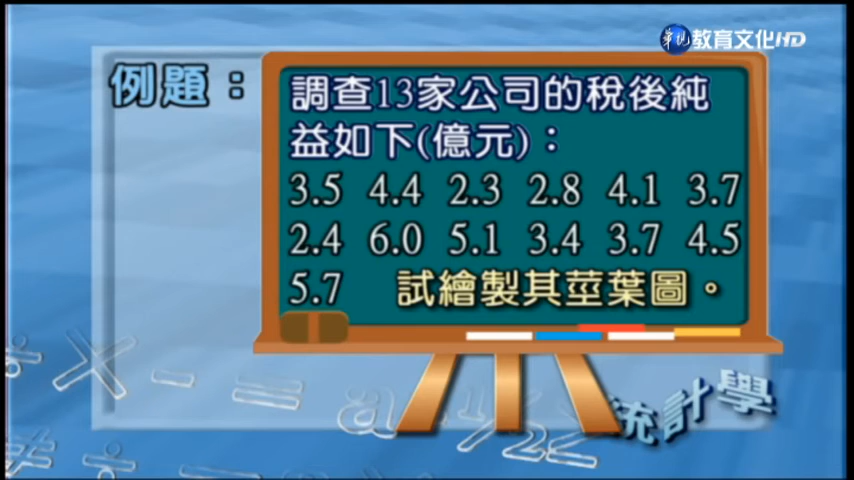 華視 教育文化HD
例題：
調查13家公司的稅後純
益如下(億元)：
3.5 4.4 2.3 2.8 4.1 3.7
2.4 6.0 5.1 3.4 3.7 4.5
5.7 試繪製其莖葉圖。
統計學